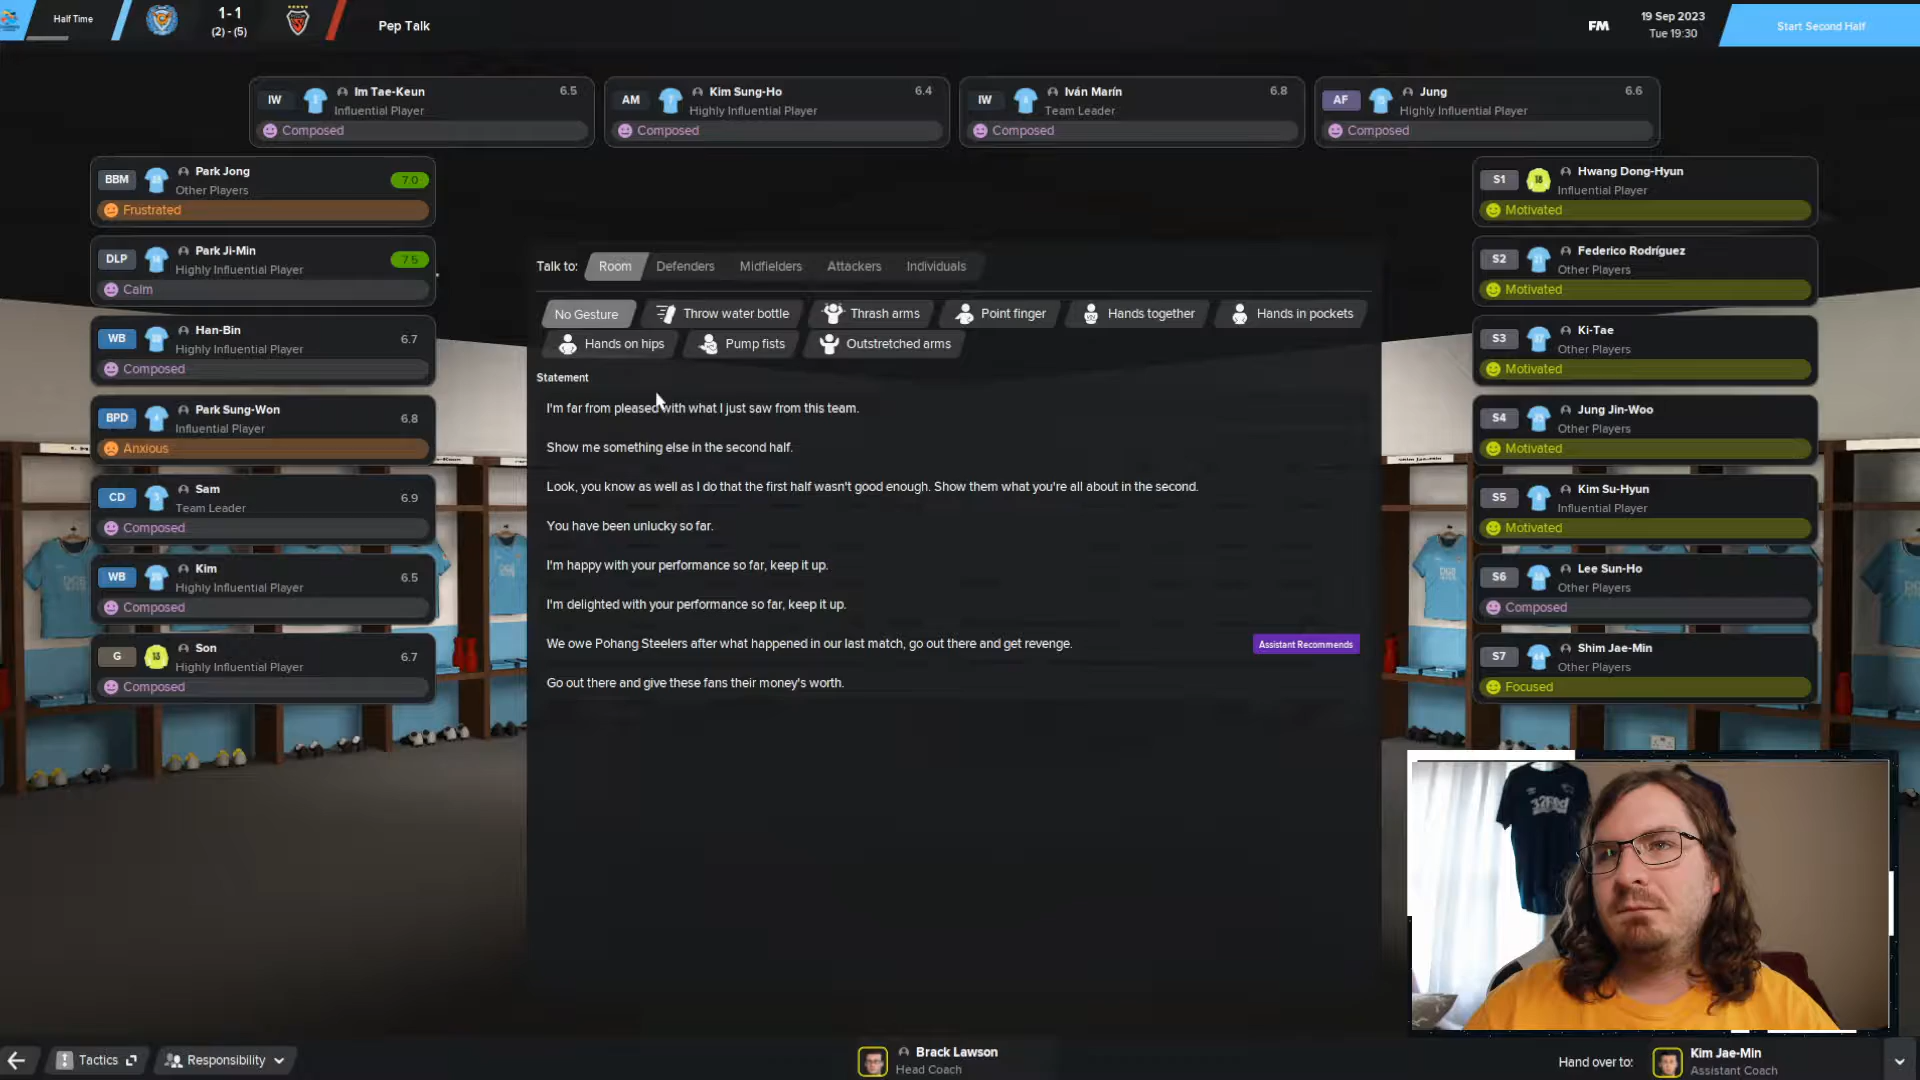 Half Time
1-1
(2) - (5)
Pep Talk
FM
19 Sep 2023
Tue 19:30
Start Second Half
IW
Im Tae-Keun
6.5
Influential Player
Composed
AM
Kim Sung-Ho
6.4
Highly Influential Player
Composed
IW
Iván Marín
6.8
Team Leader
Composed
AF
Jung
6.6
Highly Influential Player
Composed
BBM
Park Jong
7.0
Other Players
Frustrated
DLP
Park Ji-Min
7.5
Highly Influential Player
Calm
WB
Han-Bin
6.7
Highly Influential Player
Composed
BPD
Park Sung-Won
6.8
Influential Player
Anxious
CD
Sam
6.9
Team Leader
Composed
WB
Kim
6.5
Highly Influential Player
Composed
G
Son
6.7
Highly Influential Player
Composed
Talk to: Room Defenders Midfielders Attackers Individuals
No Gesture Throw water bottle Thrash arms Point finger Hands together Hands in pockets
Hands on hips Pump fists Outstretched arms
Statement
I'm far from pleased with what I just saw from this team.
Show me something else in the second half.
Look, you know as well as I do that the first half wasn't good enough. Show them what you're all about in the second.
You have been unlucky so far.
I'm happy with your performance so far, keep it up.
I'm delighted with your performance so far, keep it up.
We owe Pohang Steelers after what happened in our last match, go out there and get revenge.
Assistant Recommends
Go out there and give these fans their money's worth.
S1
Hwang Dong-Hyun
Influential Player
Motivated
S2
Federico Rodríguez
Other Players
Motivated
S3
Ki-Tae
Other Players
Motivated
S4
Jung Jin-Woo
Other Players
Motivated
S5
Kim Su-Hyun
Influential Player
Motivated
S6
Lee Sun-Ho
Other Players
Composed
S7
Shim Jae-Min
Other Players
Focused
Tactics
Responsibility
Brack Lawson
Head Coach
Hand over to:
Kim Jae-Min
Assistant Coach